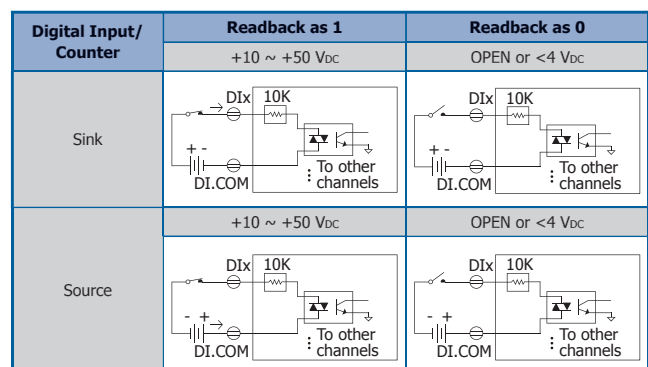 Digital Input/
Counter
Readback as 1
Readback as 0
+10 ~ +50 VDC
OPEN or <4 VDC
Sink
DIx 10K
+ -
DI.COM
To other
channels
DIx 10K
+ -
DI.COM
To other
channels
+10 ~ +50 VDC
OPEN or <4 VDC
Source
DIx 10K
- +
DI.COM
To other
channels
DIx 10K
- +
DI.COM
To other
channels